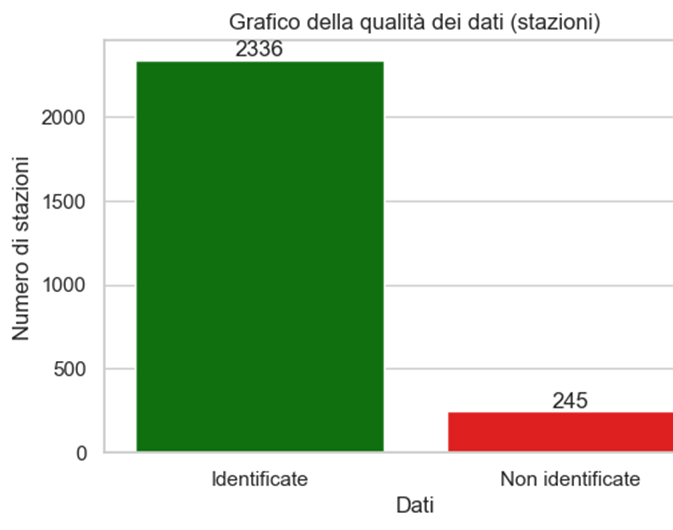 Grafico della qualità dei dati (stazioni)
2336
2000
1500
1000
500
0
245
Numero di stazioni
Identificate
Non identificate
Dati